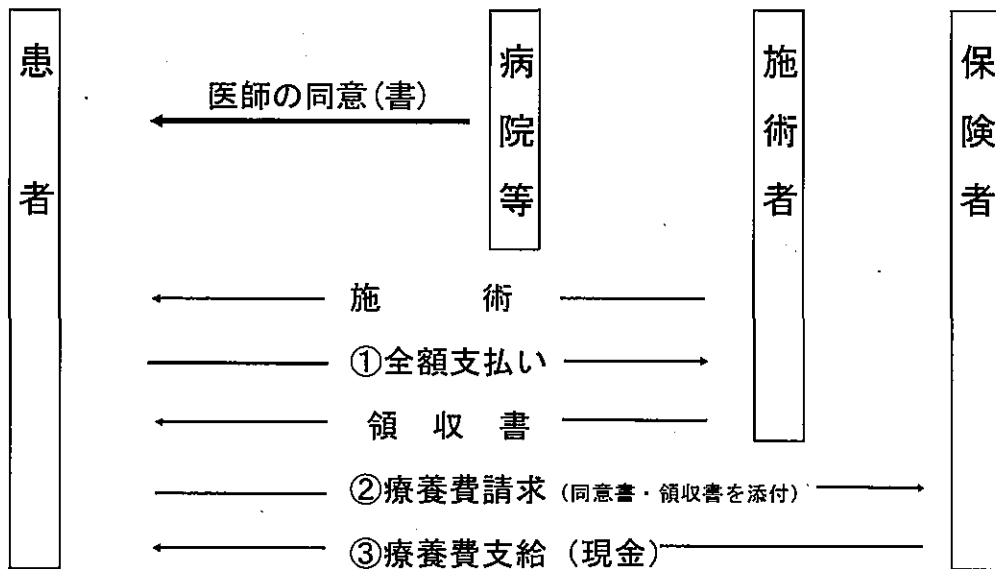 患者
病院等
施術者
保険者
医師の同意(書)
施術
①全額支払い
領収書
②療養費請求 (同意書・領収書を添付)
③療養費支給 (現金)